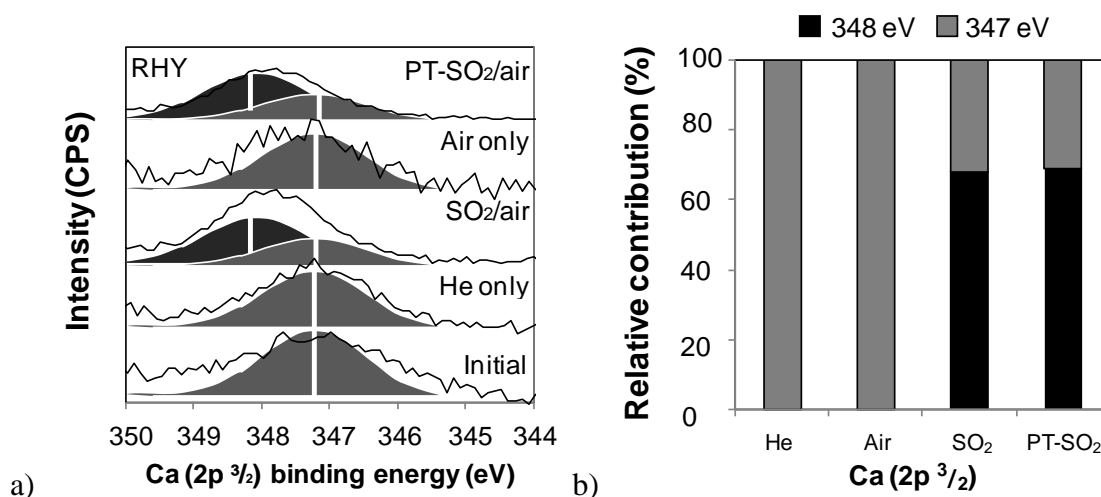 RHY
PT-SO₂/air
Air only
SO₂/air
He only
Initial
Intensity (CPS)
350 349 348 347 346 345 344
Ca (2p ³/₂) binding energy (eV)
a)
348 eV 347 eV
Relative contribution (%)
100
80
60
40
20
0
He Air SO₂ PT-SO₂
Ca (2p ³/₂)
b)